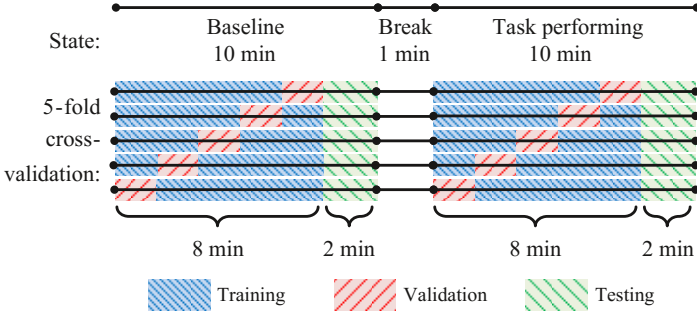 State:
Baseline
10 min
Break
1 min
Task performing
10 min
5-fold
cross-
validation:
8 min
2 min
8 min
2 min
Training
Validation
Testing